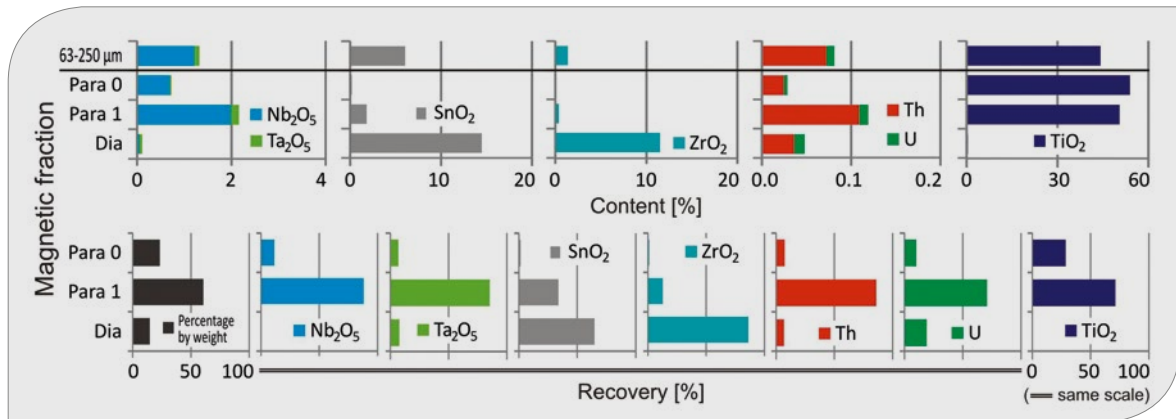 63-250 µm
Para 0
Para 1
Dia
Nb₂O₅
Ta₂O₅
SnO₂
ZrO₂
Th
U
TiO₂
0 2 4
0 10 20
0 10 20
0.0 0.1 0.2
0 30 60
Content [%]
Magnetic fraction
Para 0
Para 1
Dia
Percentage
by weight
Nb₂O₅
Ta₂O₅
SnO₂
ZrO₂
Th
U
TiO₂
0 50 100
0 50 100
Recovery [%]
(== same scale)